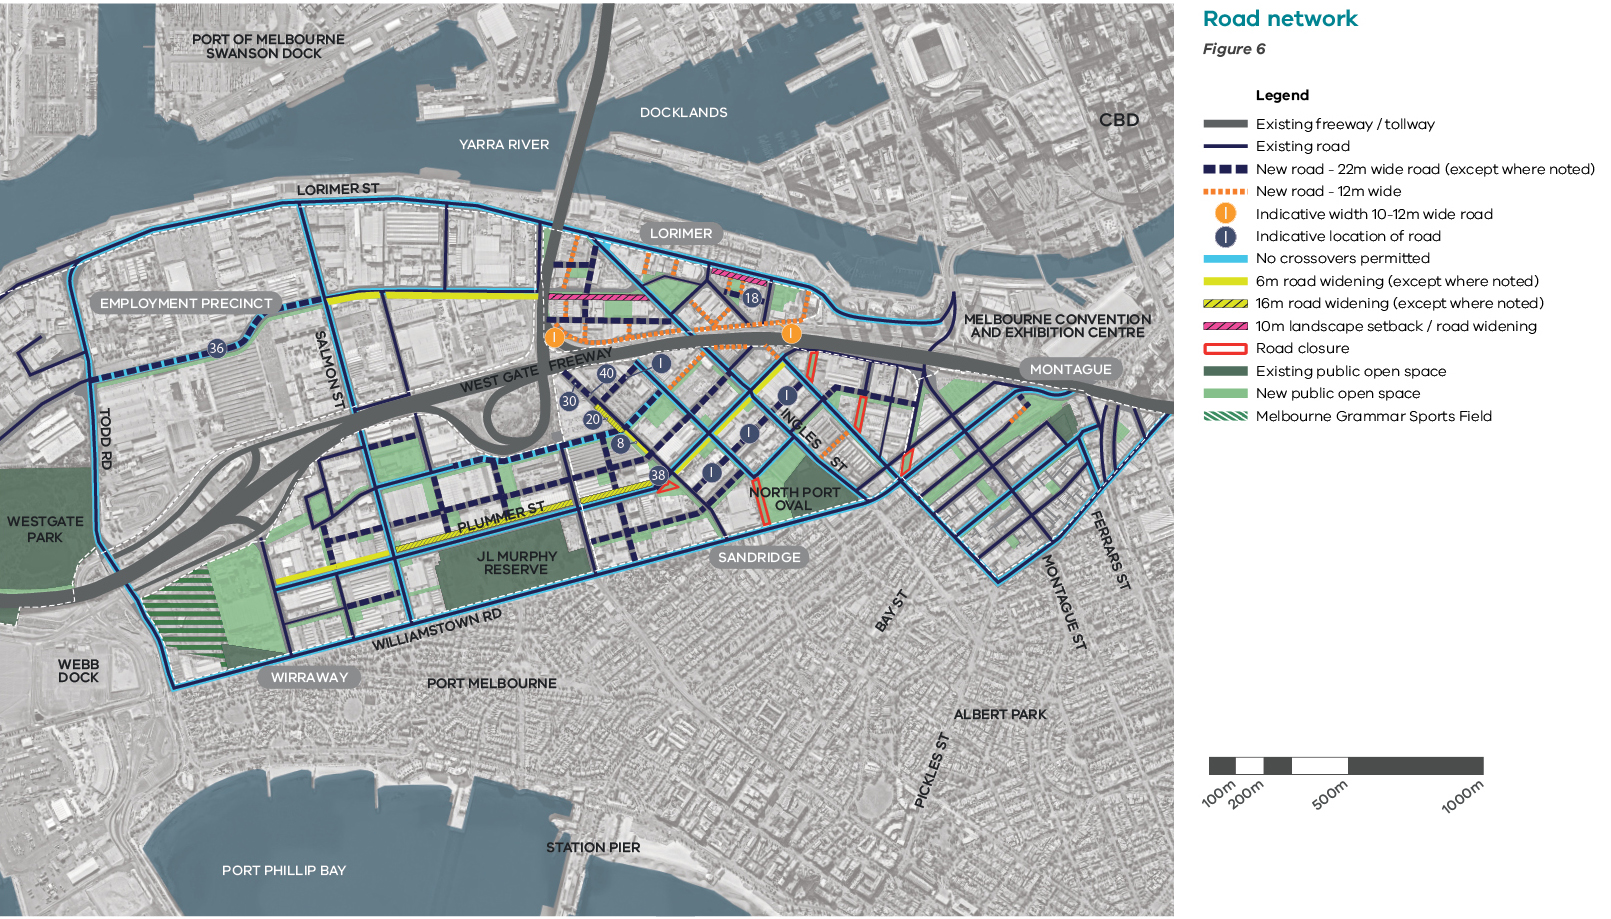 Road network
Figure 6
Legend
Existing freeway / tollway
Existing road
New road - 22m wide road (except where noted)
New road - 12m wide
I Indicative width 10-12m wide road
I Indicative location of road
No crossovers permitted
6m road widening (except where noted)
16m road widening (except where noted)
10m landscape setback / road widening
Road closure
Existing public open space
New public open space
Melbourne Grammar Sports Field
100m
200m
500m
1000m
PORT OF MELBOURNE
SWANSON DOCK
DOCKLANDS
CBD
YARRA RIVER
LORIMER ST
LORIMER
EMPLOYMENT PRECINCT
18
MELBOURNE CONVENTION
AND EXHIBITION CENTRE
36
SALMON ST
I
I
WEST GATE FREEWAY
I
40
MONTAGUE
30
I
20
INGLES ST
TODD RD
8
I
38
I
NORTH PORT
OVAL
PLUMMER ST
WESTGATE
PARK
FERRARS ST
JL MURPHY
RESERVE
SANDRIDGE
MONTAGUE ST
BAY ST
WILLIAMSTOWN RD
WEBB
DOCK
WIRRAWAY
PORT MELBOURNE
ALBERT PARK
PICKLES ST
STATION PIER
PORT PHILLIP BAY